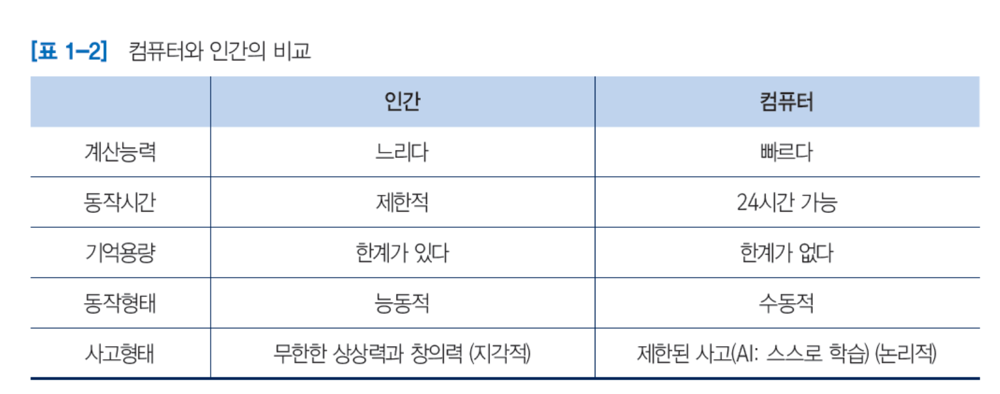 [표 1-2] 컴퓨터와 인간의 비교
인간 컴퓨터
계산능력 느리다 빠르다
동작시간 제한적 24시간 가능
기억용량 한계가 있다 한계가 없다
동작형태 능동적 수동적
사고형태 무한한 상상력과 창의력 (지각적) 제한된 사고(AI: 스스로 학습) (논리적)